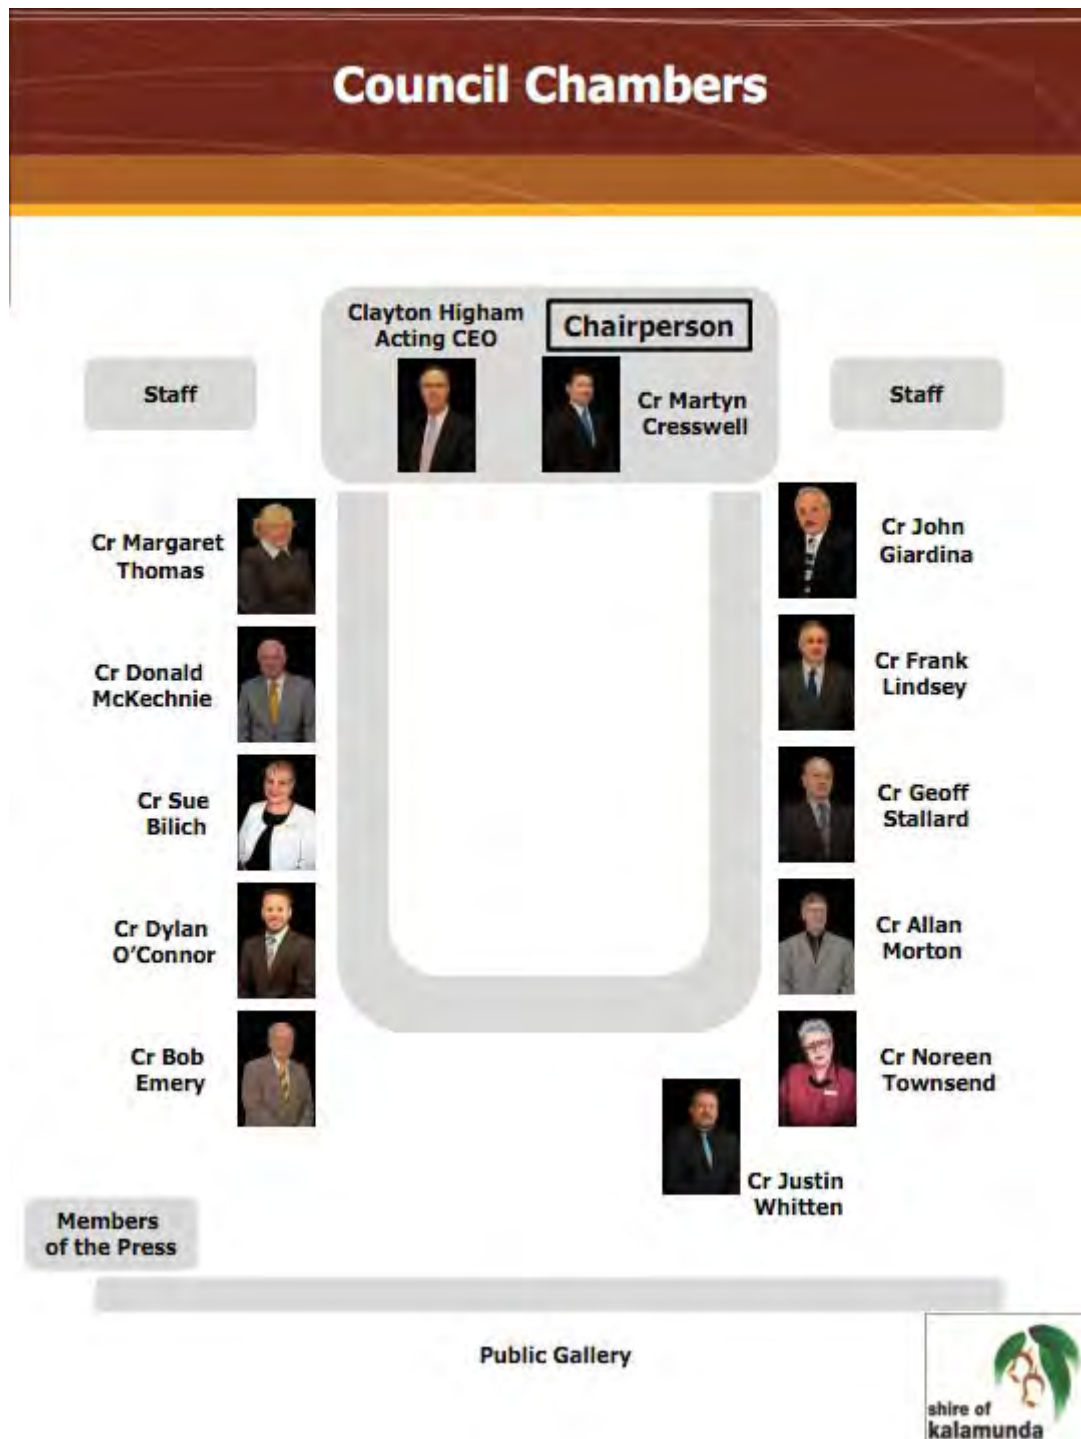 Council Chambers
Clayton Higham
Acting CEO
Chairperson
Cr Martyn
Cresswell
Staff
Staff
Cr Margaret
Thomas
Cr John
Giardina
Cr Donald
McKechnie
Cr Frank
Lindsey
Cr Sue
Bilich
Cr Geoff
Stallard
Cr Dylan
O'Connor
Cr Allan
Morton
Cr Bob
Emery
Cr Noreen
Townsend
Cr Justin
Whitten
Members
of the Press
Public Gallery
shire of
kalamunda